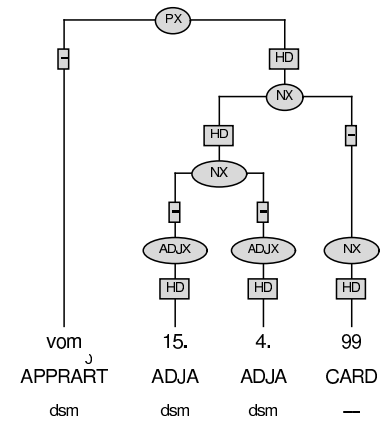 PX
- HD
NX
HD -
NX
- -
ADJX ADJX NX
HD HD HD
vom 15. 4. 99
APPRART ADJA ADJA CARD
dsm dsm dsm —